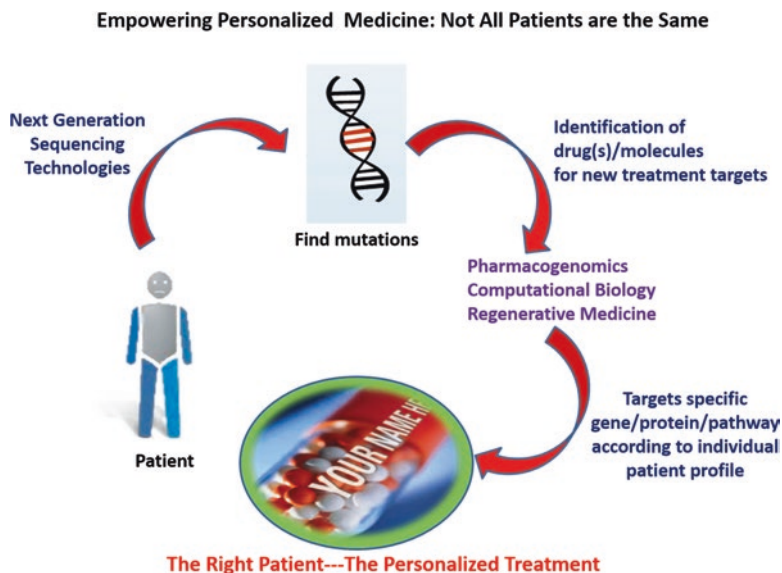 Empowering Personalized Medicine: Not All Patients are the Same
Next Generation
Sequencing
Technologies
Find mutations
Identification of
drug(s)/molecules
for new treatment targets
Pharmacogenomics
Computational Biology
Regenerative Medicine
Patient
YOUR NAME HE
Targets specific
gene/protein/pathway
according to individual
patient profile
The Right Patient---The Personalized Treatment